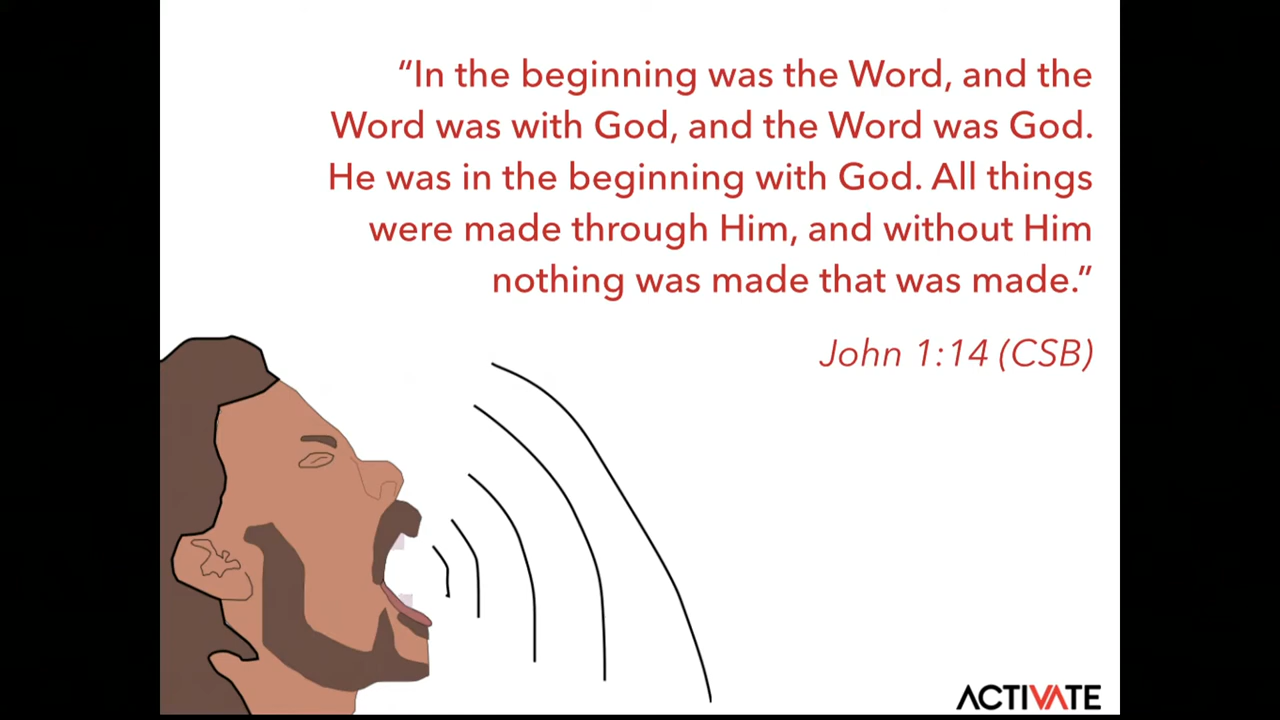 “In the beginning was the Word, and the
Word was with God, and the Word was God.
He was in the beginning with God. All things
were made through Him, and without Him
nothing was made that was made.”
John 1:14 (CSB)
ACTIVATE